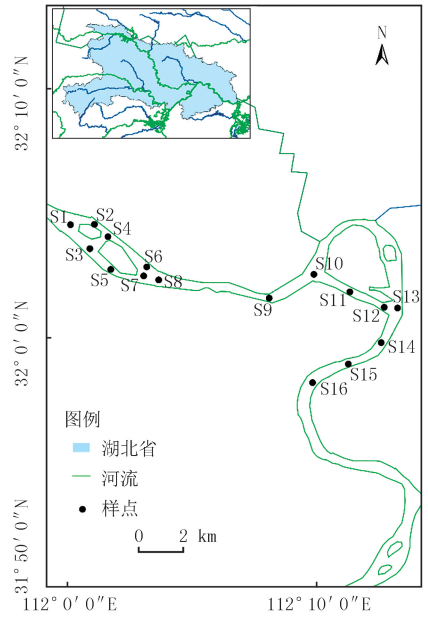 N
32° 10′ 0″N
32° 0′ 0″N
31° 50′ 0″N
S1
S2
S4
S3
S5
S6
S7
S8
S9
S10
S11
S12
S13
S14
S15
S16
图例
湖北省
河流
样点
0 2 km
112° 0′ 0″E
112° 10′ 0″E